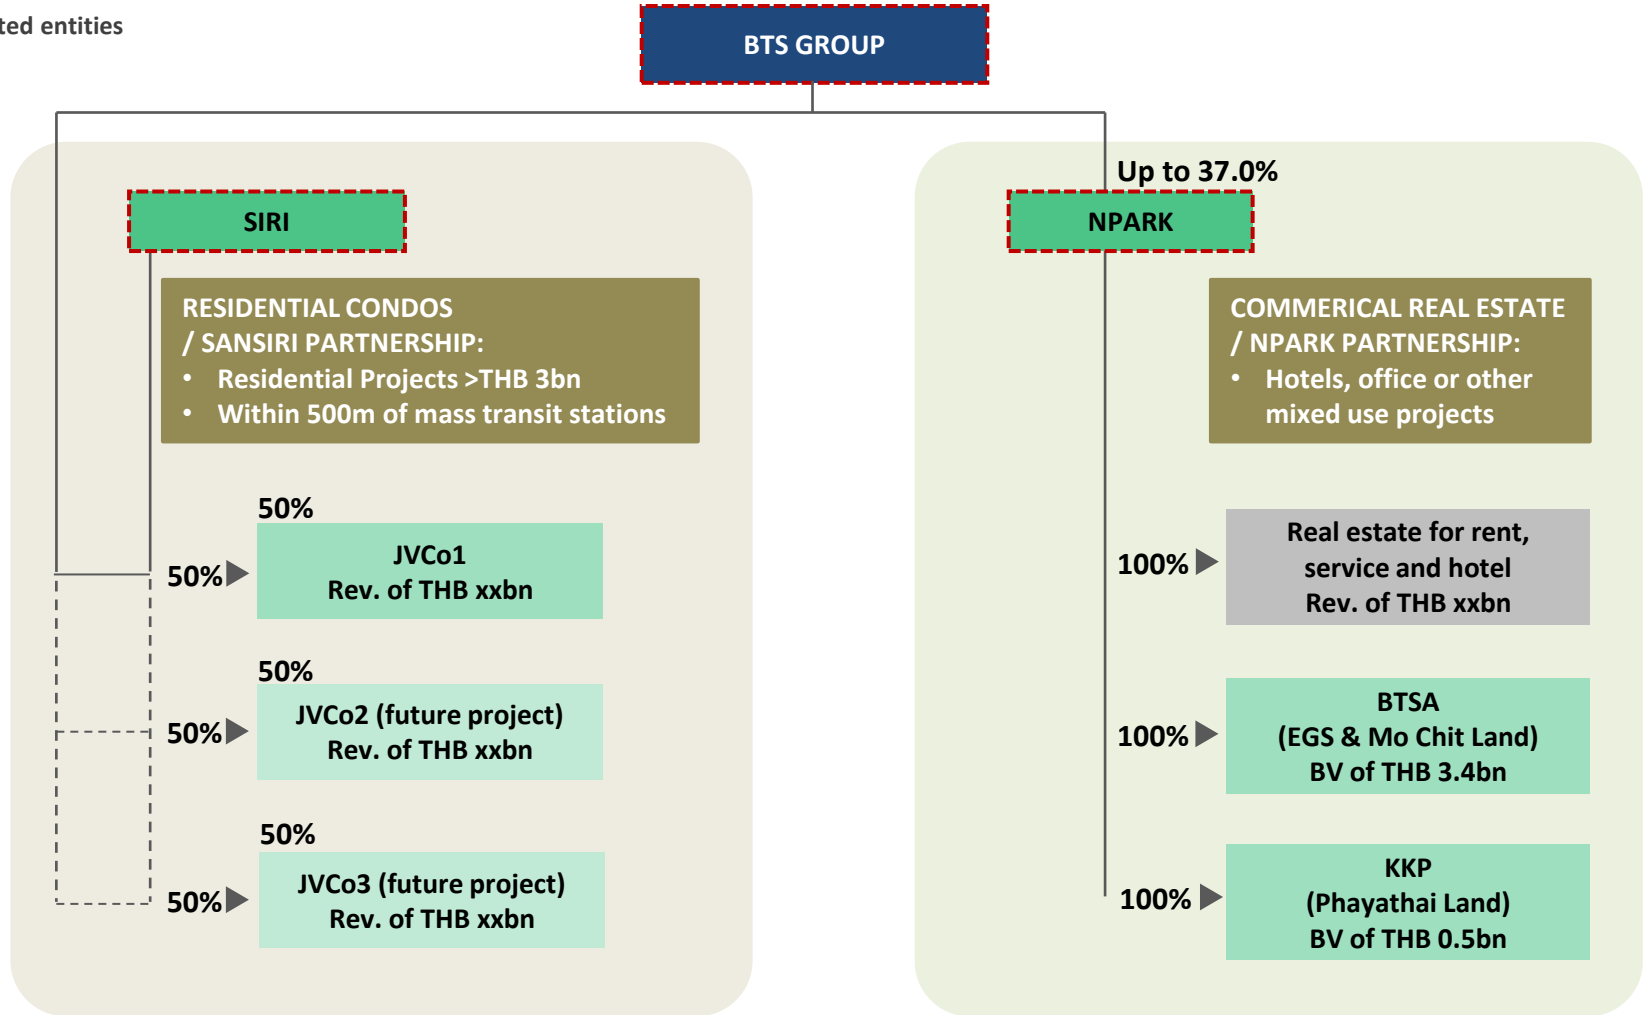 ted entities
BTS GROUP
SIRI
RESIDENTIAL CONDOS
/ SANSIRI PARTNERSHIP:
• Residential Projects >THB 3bn
• Within 500m of mass transit stations
50%
50%
JVCo1
Rev. of THB xxbn
50%
50%
JVCo2 (future project)
Rev. of THB xxbn
50%
50%
JVCo3 (future project)
Rev. of THB xxbn
Up to 37.0%
NPARK
COMMERICAL REAL ESTATE
/ NPARK PARTNERSHIP:
• Hotels, office or other
mixed use projects
100%
Real estate for rent,
service and hotel
Rev. of THB xxbn
100%
BTSA
(EGS & Mo Chit Land)
BV of THB 3.4bn
100%
KKP
(Phayathai Land)
BV of THB 0.5bn